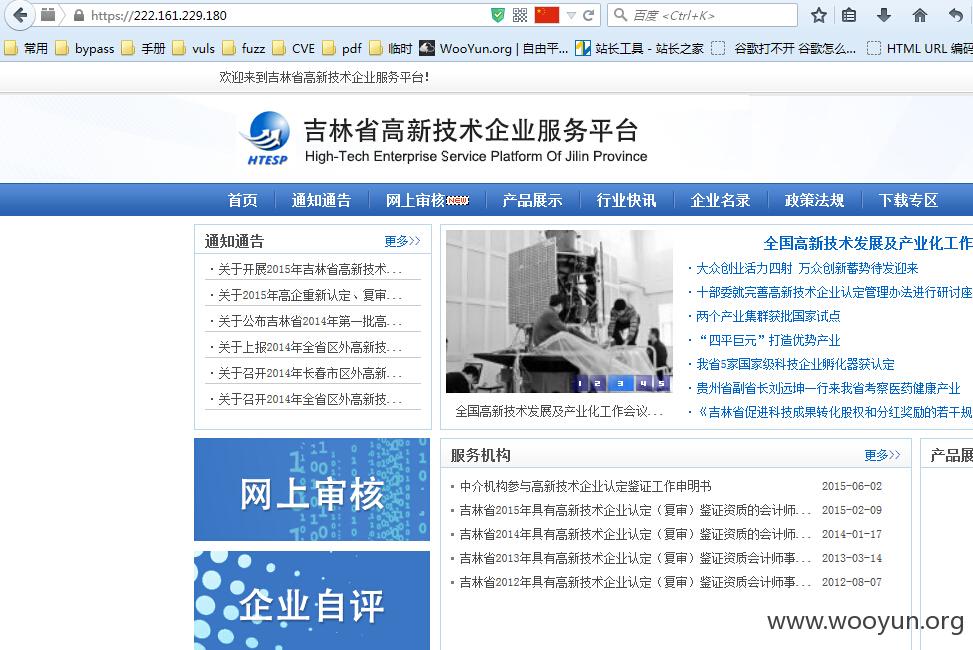 https://222.161.229.180
百度 <Ctrl+K>
常用 bypass 手册 vuls fuzz CVE pdf 临时 WooYun.org | 自由平... 站长工具 - 站长之家 谷歌打不开 谷歌怎么... HTML URL 编码
欢迎来到吉林省高新技术企业服务平台!
HTESP
吉林省高新技术企业服务平台
High-Tech Enterprise Service Platform Of Jilin Province
首页 通知通告 网上审核 NEW 产品展示 行业快讯 企业名录 政策法规 下载专区
通知通告 更多>>
·关于开展2015年吉林省高新技术...
·关于2015年高企重新认定、复审...
·关于公布吉林省2014年第一批高...
·关于上报2014年全省区外高新技...
·关于召开2014年长春市区外高新...
·关于召开2014年全省区外高新技...
1 2 3 4 5
全国高新技术发展及产业化工作会议...
全国高新技术发展及产业化工作
·大众创业活力四射 万众创新蓄势待发迎来
·十部委就完善高新技术企业认定管理办法进行研讨座
·两个产业集群获批国家试点
·“四平巨元”打造优势产业
·我省5家国家级科技企业孵化器获认定
·贵州省副省长刘远坤一行来我省考察医药健康产业
·《吉林省促进科技成果转化股权和分红奖励的若干规
网上审核
企业自评
服务机构 更多>>
中介机构参与高新技术企业认定鉴证工作申明书 2015-06-02
吉林省2015年具有高新技术企业认定（复审）鉴证资质的会计师... 2015-02-09
吉林省2014年具有高新技术企业认定（复审）鉴证资质的会计师... 2014-01-17
吉林省2013年具有高新技术企业认定（复审）鉴证资质会计师事... 2013-03-14
吉林省2012年具有高新技术企业认定（复审）鉴证资质会计师事... 2012-08-07
产品展
www.wooyun.org